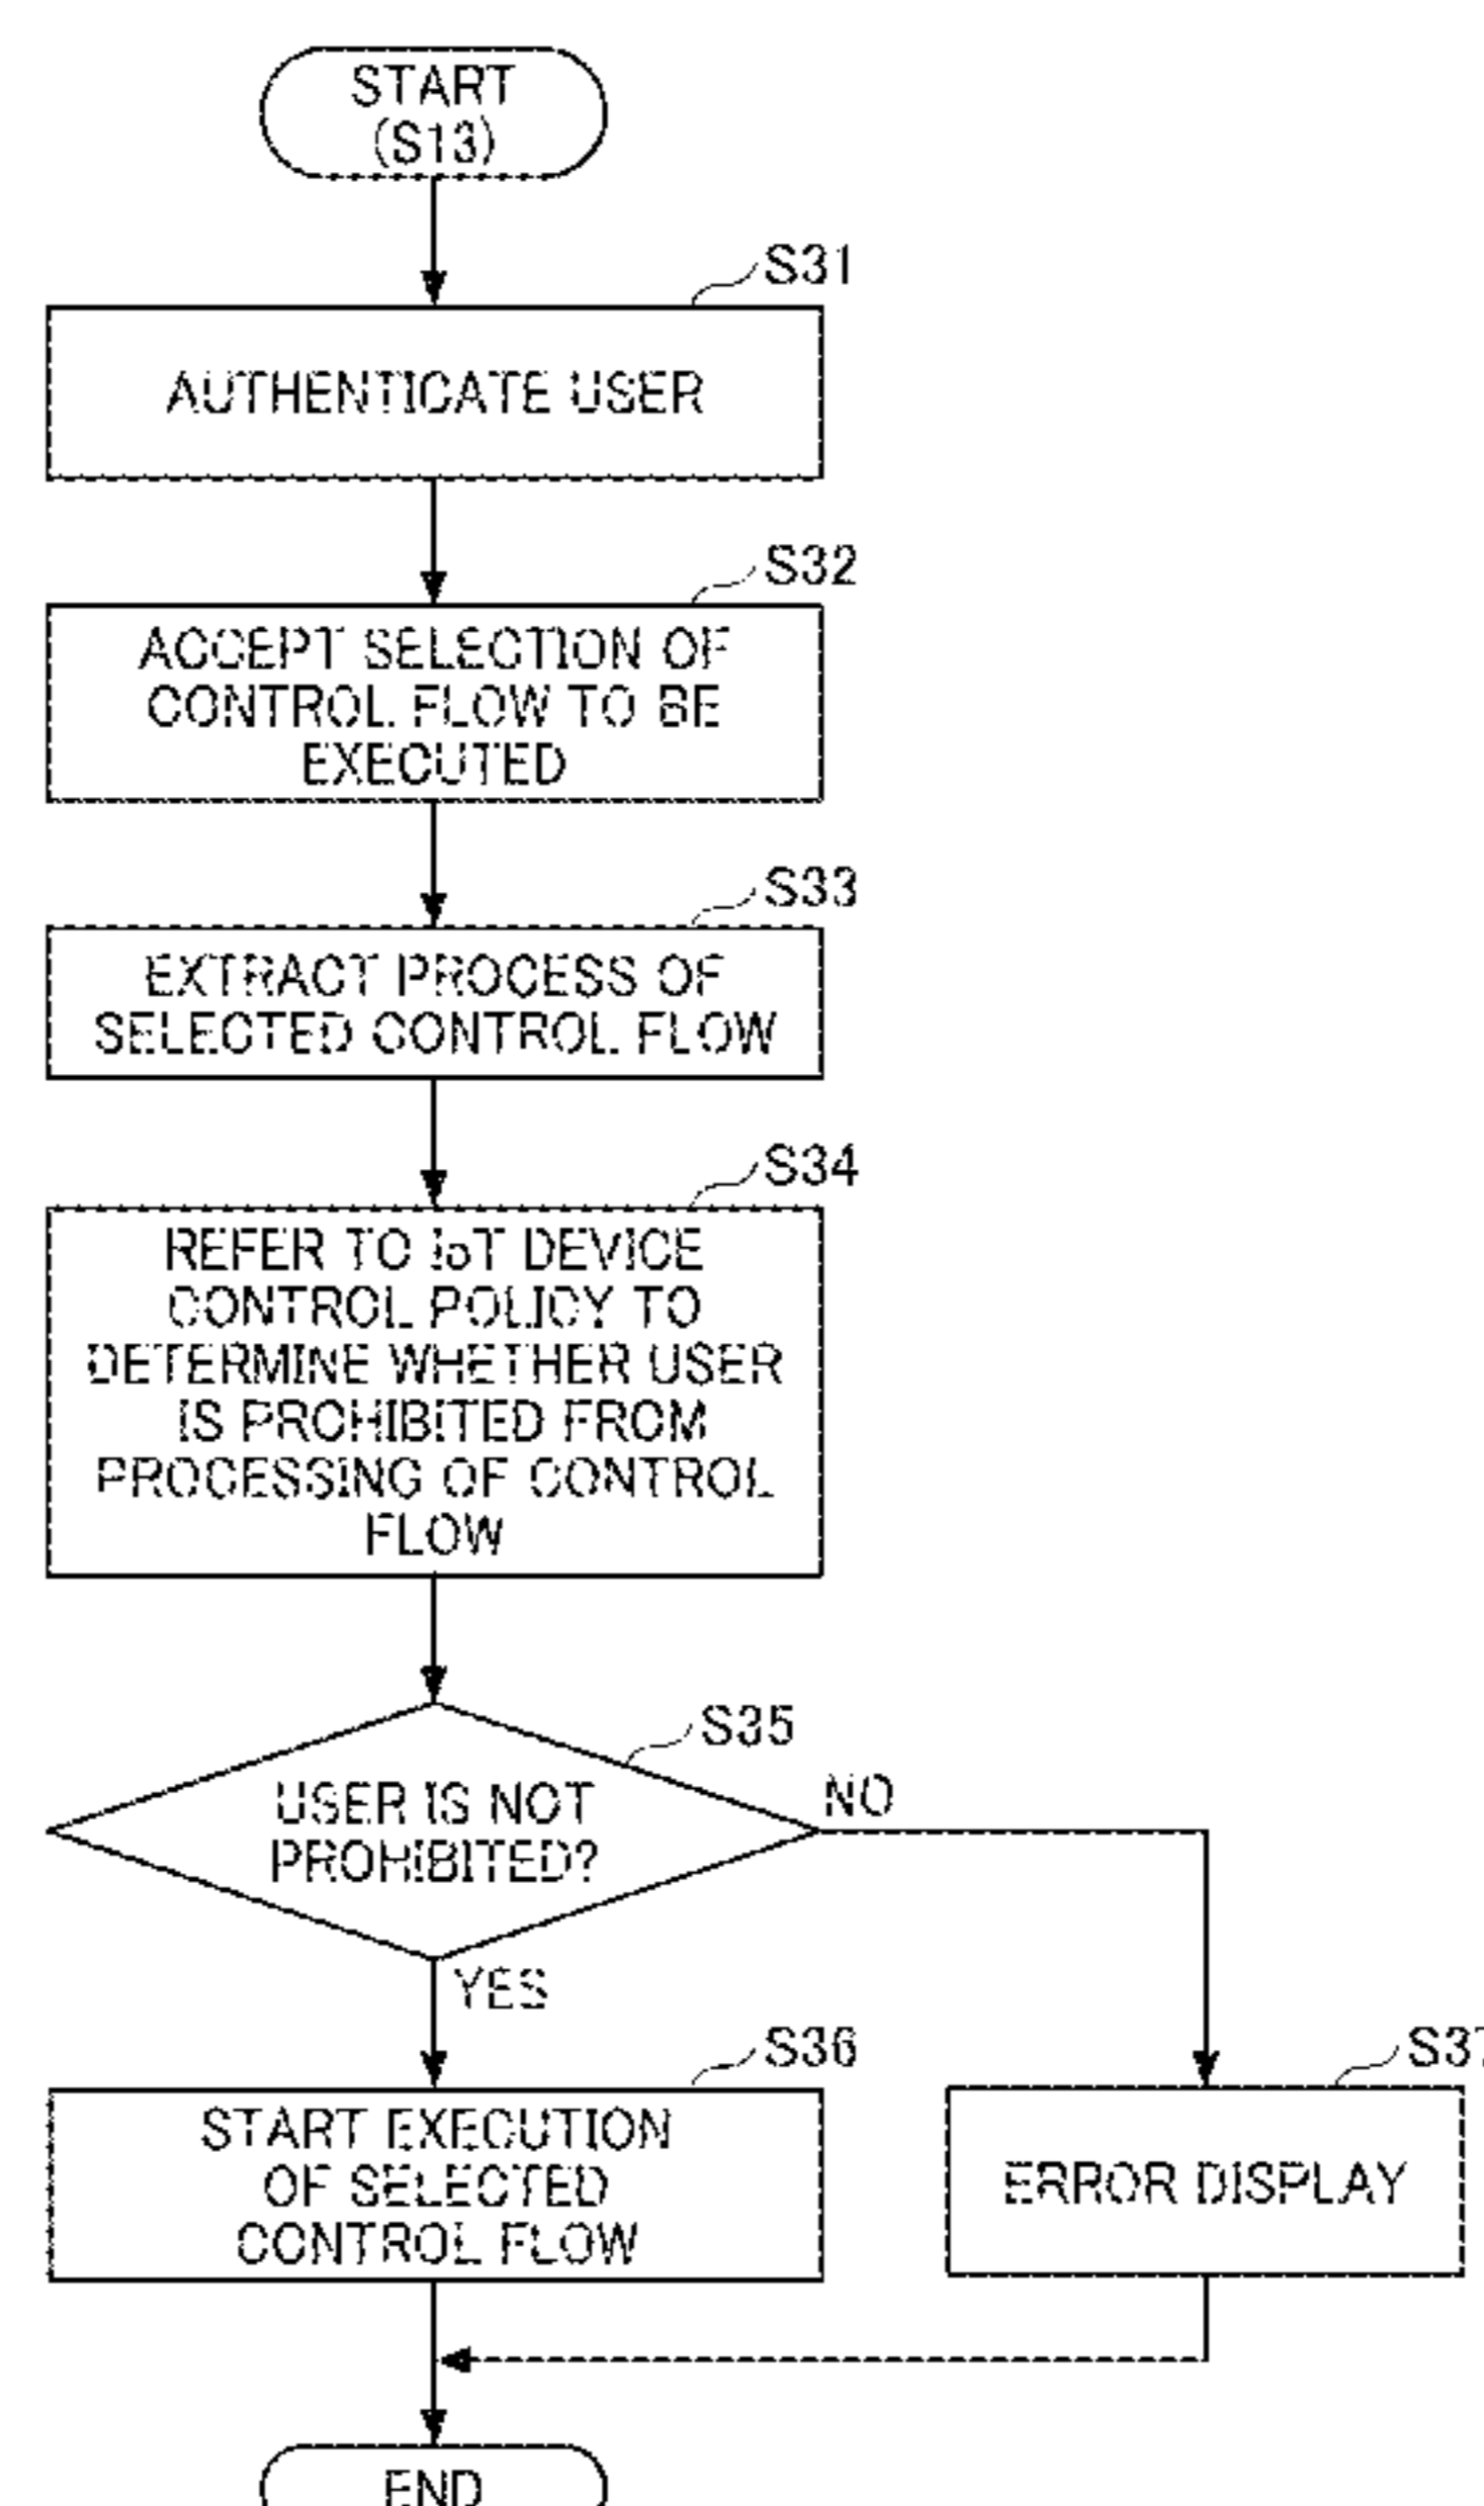 START
(S13)
S31
AUTHENTICATE USER
S32
ACCEPT SELECTION OF
CONTROL FLOW TO BE
EXECUTED
S33
EXTRACT PROCESS OF
SELECTED CONTROL FLOW
S34
REFER TO IoT DEVICE
CONTROL POLICY TO
DETERMINE WHETHER USER
IS PROHIBITED FROM
PROCESSING OF CONTROL
FLOW
S35
USER IS NOT
PROHIBITED?
NO
YES
S36
START EXECUTION
OF SELECTED
CONTROL FLOW
S37
ERROR DISPLAY
END